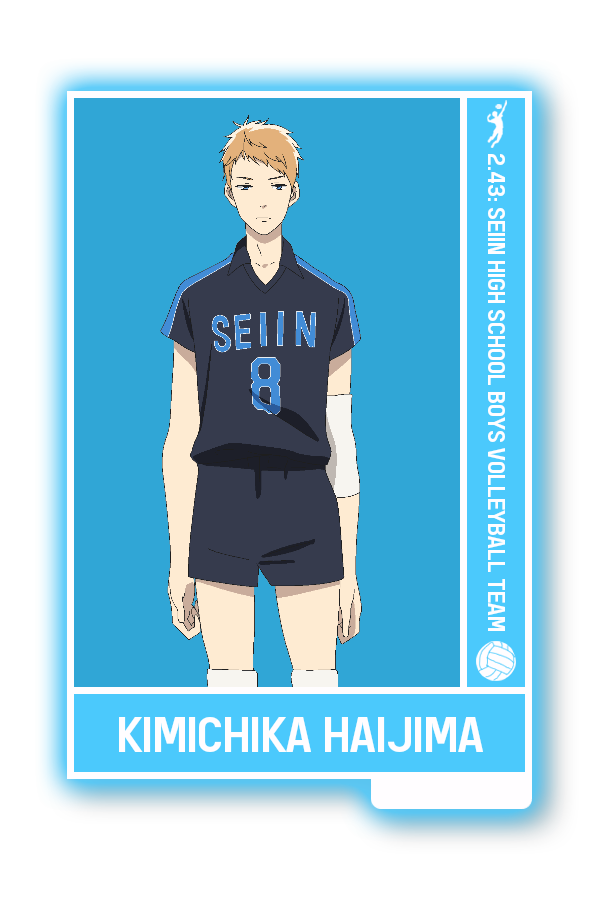 SEIIN
8
2.43: SEIIN HIGH SCHOOL BOYS VOLLEYBALL TEAM
KIMICHIKA HAIJIMA